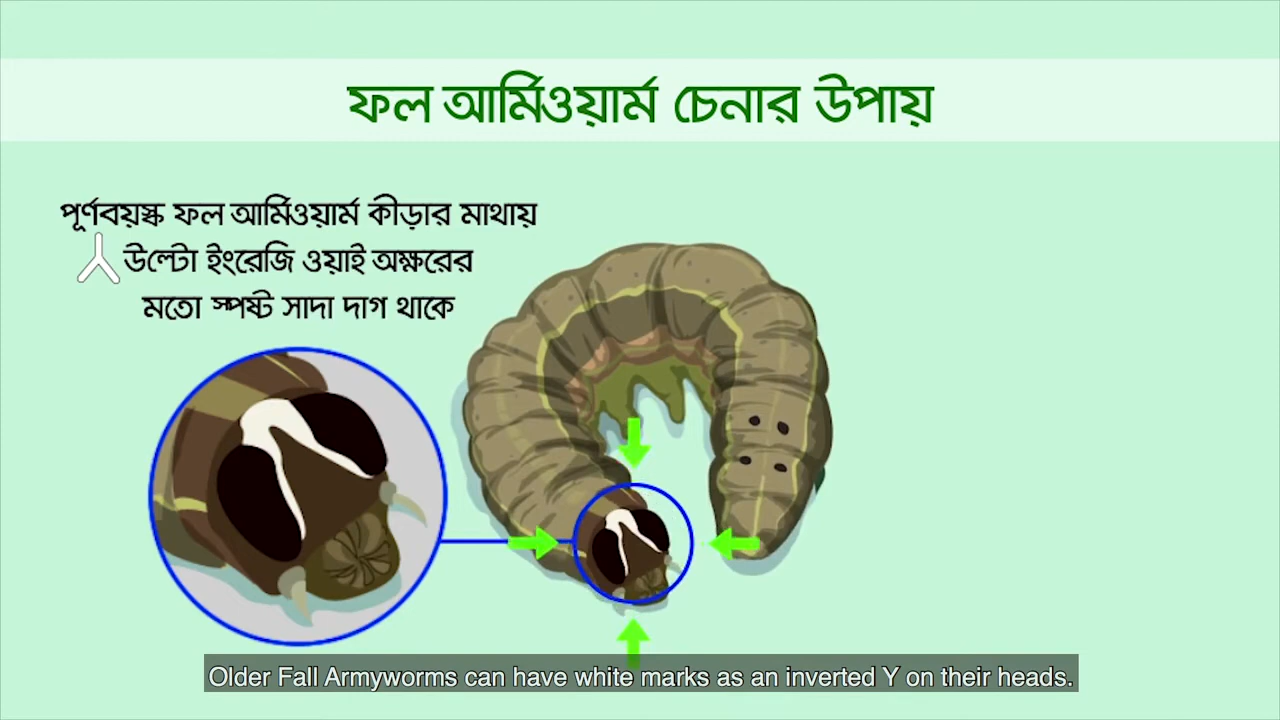 ফল আর্মিওয়ার্ম চেনার উপায়
পূর্ণবয়স্ক ফল আর্মিওয়ার্ম কীড়ার মাথায়
উল্টো ইংরেজি ওয়াই অক্ষরের
মতো স্পষ্ট সাদা দাগ থাকে
Older Fall Armyworms can have white marks as an inverted Y on their heads.